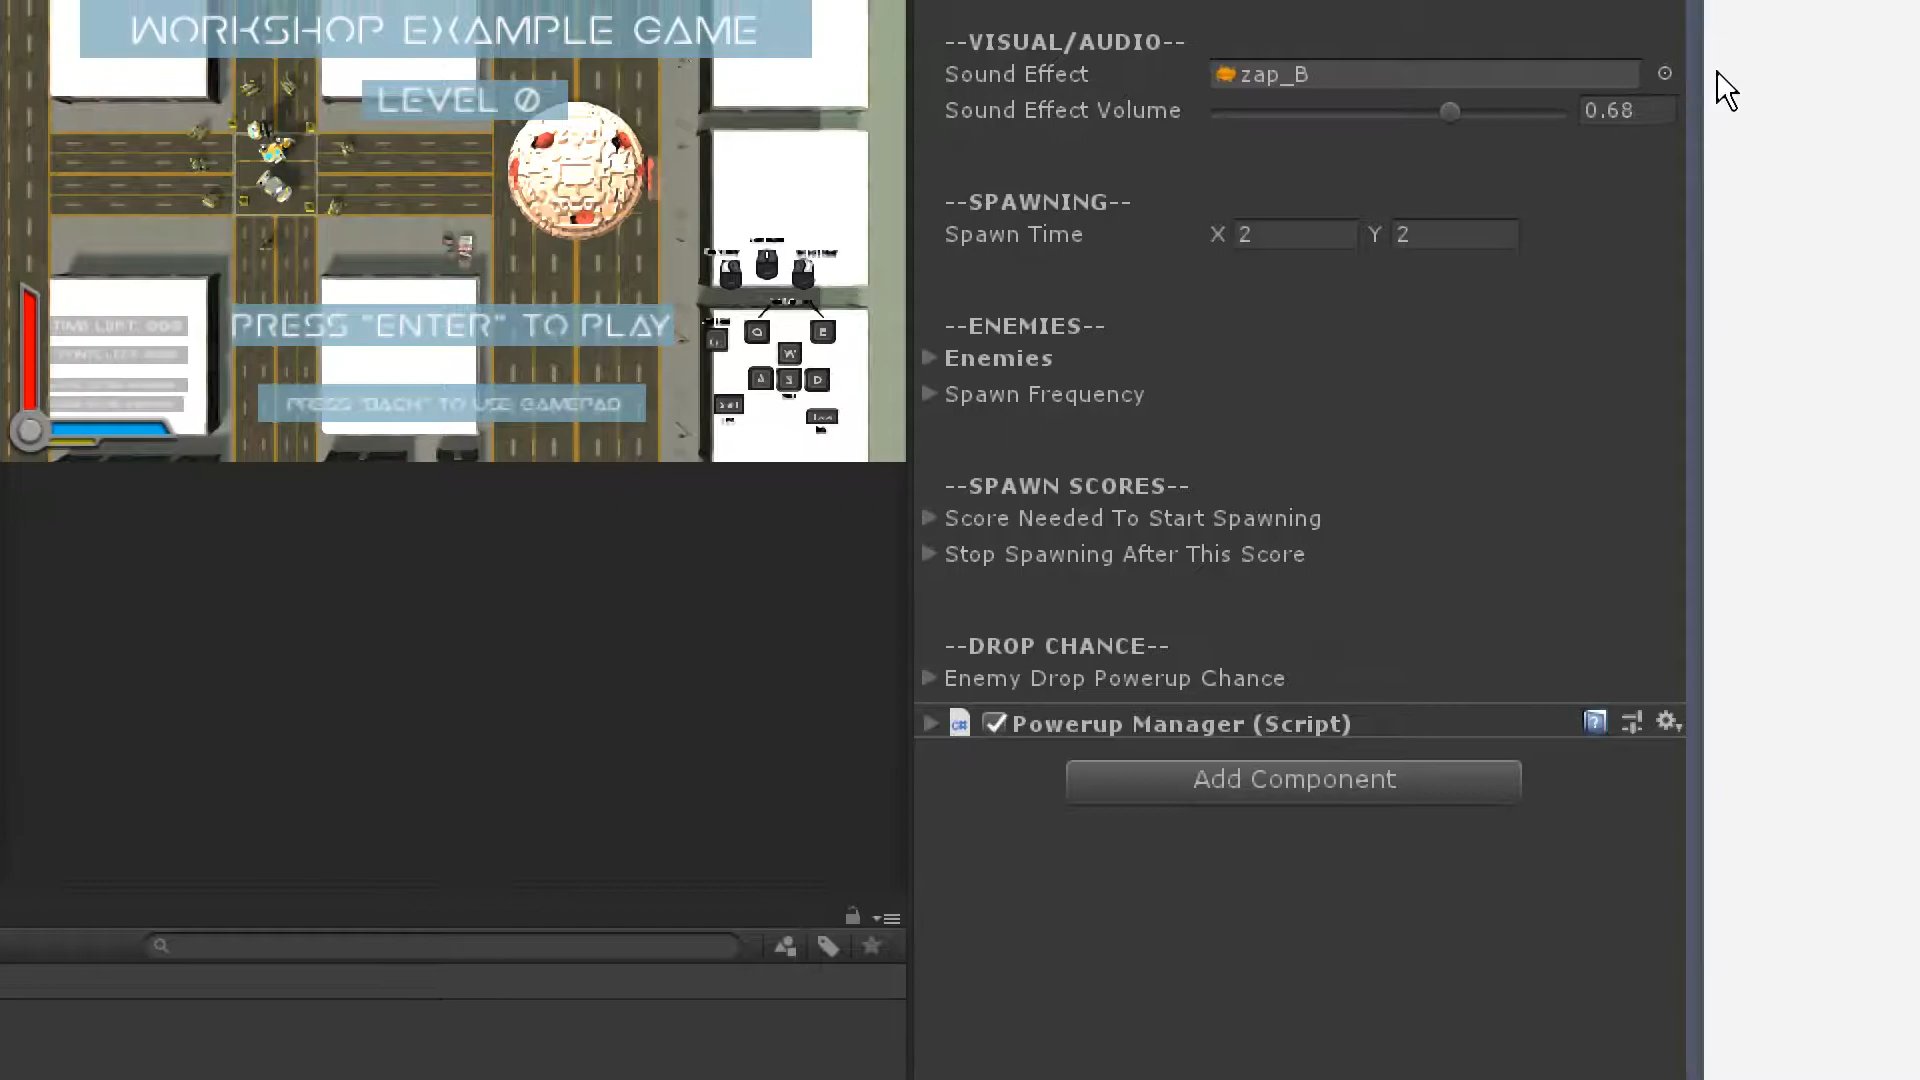 WORKSHOP EXAMPLE GAME
LEVEL 0
PRESS "ENTER" TO PLAY
PRESS "BACK" TO USE GAMEPAD
Q
E
W
A
S
D
--VISUAL/AUDIO--
Sound Effect
zap_B
Sound Effect Volume
0.68
--SPAWNING--
Spawn Time
X 2
Y 2
--ENEMIES--
Enemies
Spawn Frequency
--SPAWN SCORES--
Score Needed To Start Spawning
Stop Spawning After This Score
--DROP CHANCE--
Enemy Drop Powerup Chance
C#
Powerup Manager (Script)
?
Add Component